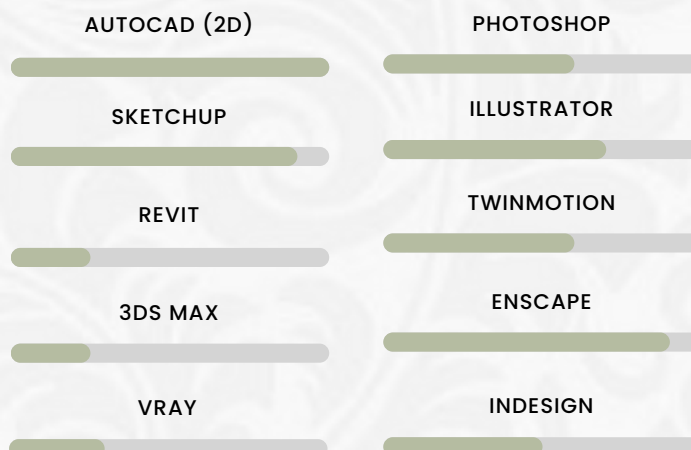 AUTOCAD (2D)
SKETCHUP
REVIT
3DS MAX
VRAY
PHOTOSHOP
ILLUSTRATOR
TWINMOTION
ENSCAPE
INDESIGN